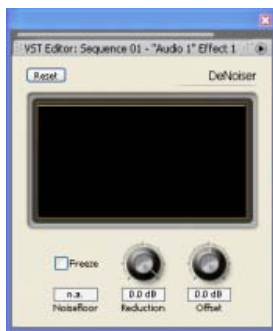 VST Editor: Sequence 01 - "Audio 1" Effect 1
Reset
DeNoiser
Freeze
n.a.
0.0 dB
0.0 dB
Noisefloor
Reduction
Offset